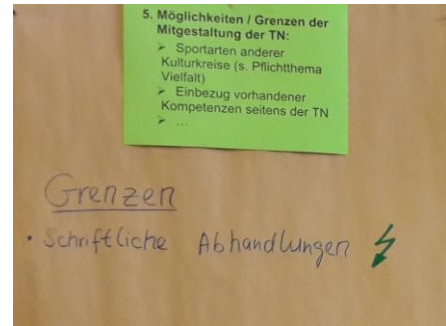 5. Möglichkeiten / Grenzen der
Mitgestaltung der TN:
➢ Sportarten anderer
Kulturkreise (s. Pflichtthema
Vielfalt)
➢ Einbezug vorhandener
Kompetenzen seitens der TN
➢ ...
Grenzen
• Schriftliche Abhandlungen